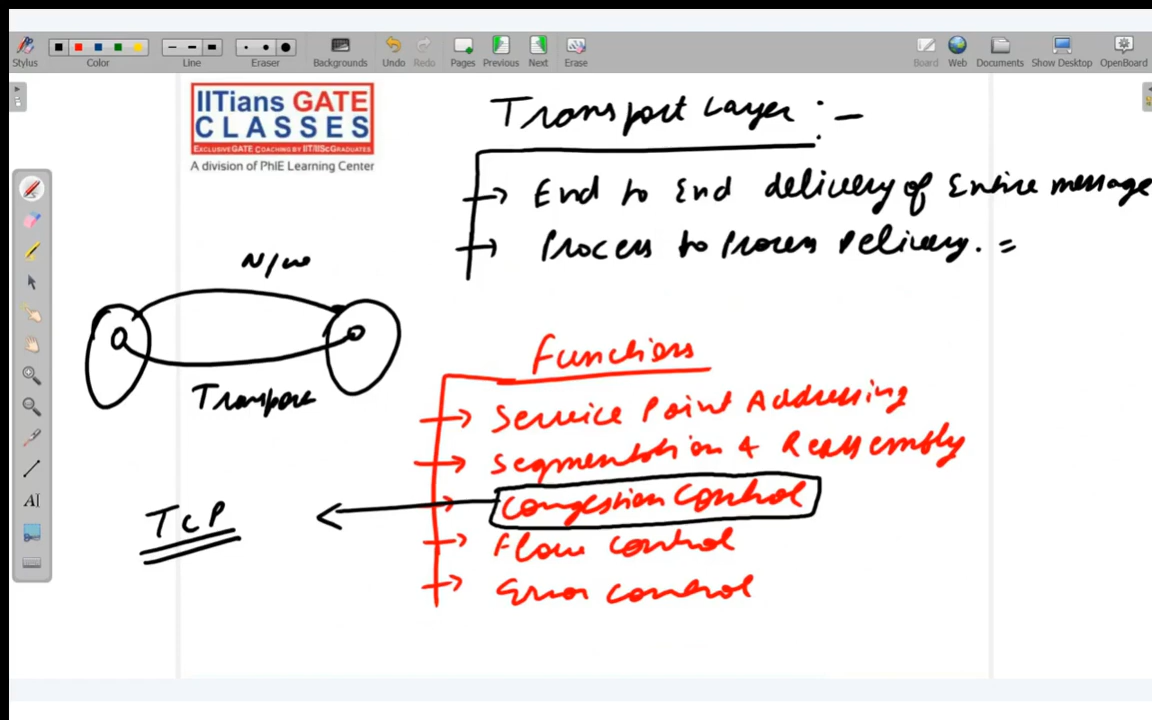 Stylus
Color
Line
Eraser
Backgrounds
Undo
Redo
Pages
Previous
Next
Erase
Board
Web
Documents
Show Desktop
OpenBoard
IITians GATE
CLASSES
EXCLUSIVE GATE COACHING BY IIT/IISc GRADUATES
A division of PhIE Learning Center
Transport Layer :-
→ End to End delivery of Entire message
→ Process to Process Delivery. =
N/w
Transport
Functions
→ Service Point Addressing
→ Segmentation & Reassembly
→ Congestion Control
TCP
→ Flow control
→ Error control
AI